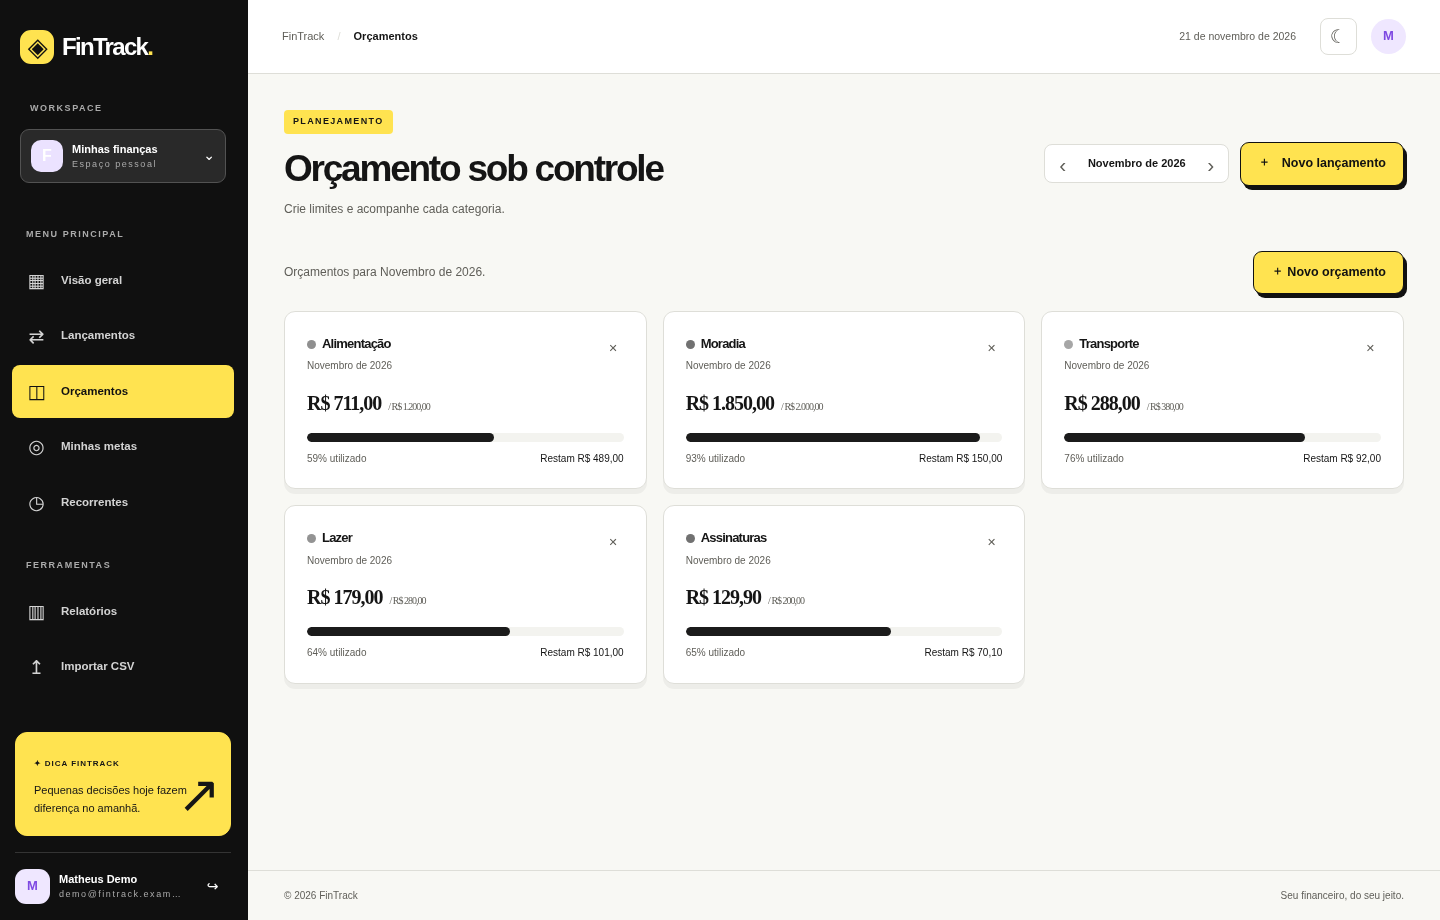 FinTrack.
WORKSPACE
F
Minhas finanças
Espaço pessoal
MENU PRINCIPAL
Visão geral
Lançamentos
Orçamentos
Minhas metas
Recorrentes
FERRAMENTAS
Relatórios
Importar CSV
✦ DICA FINTRACK
Pequenas decisões hoje fazem
diferença no amanhã.
M
Matheus Demo
demo@fintrack.exam…
FinTrack / Orçamentos
21 de novembro de 2026
M
PLANEJAMENTO
Orçamento sob controle
Crie limites e acompanhe cada categoria.
‹ Novembro de 2026 ›
+ Novo lançamento
Orçamentos para Novembro de 2026.
+ Novo orçamento
Alimentação ×
Novembro de 2026
R$ 711,00 / R$ 1.200,00
59% utilizado Restam R$ 489,00
Moradia ×
Novembro de 2026
R$ 1.850,00 / R$ 2.000,00
93% utilizado Restam R$ 150,00
Transporte ×
Novembro de 2026
R$ 288,00 / R$ 380,00
76% utilizado Restam R$ 92,00
Lazer ×
Novembro de 2026
R$ 179,00 / R$ 280,00
64% utilizado Restam R$ 101,00
Assinaturas ×
Novembro de 2026
R$ 129,90 / R$ 200,00
65% utilizado Restam R$ 70,10
© 2026 FinTrack
Seu financeiro, do seu jeito.